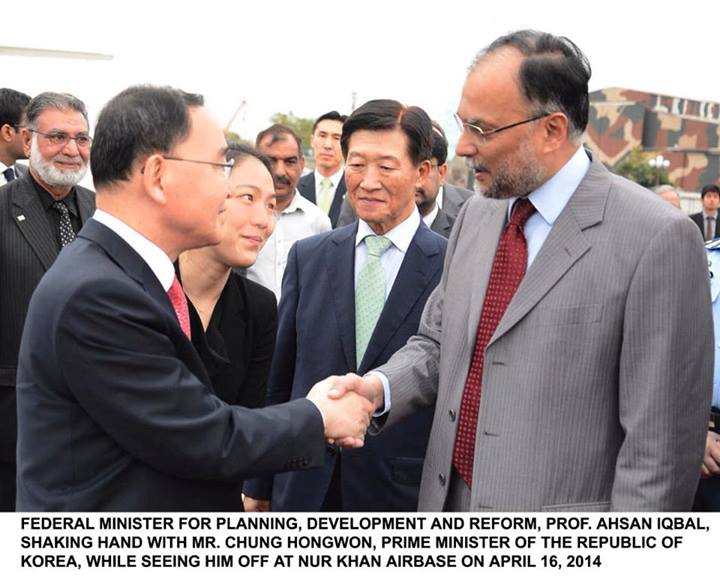 FEDERAL MINISTER FOR PLANNING, DEVELOPMENT AND REFORM, PROF. AHSAN IQBAL,
SHAKING HAND WITH MR. CHUNG HONGWON, PRIME MINISTER OF THE REPUBLIC OF
KOREA, WHILE SEEING HIM OFF AT NUR KHAN AIRBASE ON APRIL 16, 2014